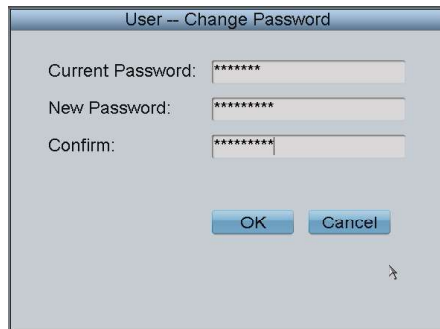 User -- Change Password
Current Password: *******
New Password: *********
Confirm: *********
OK Cancel